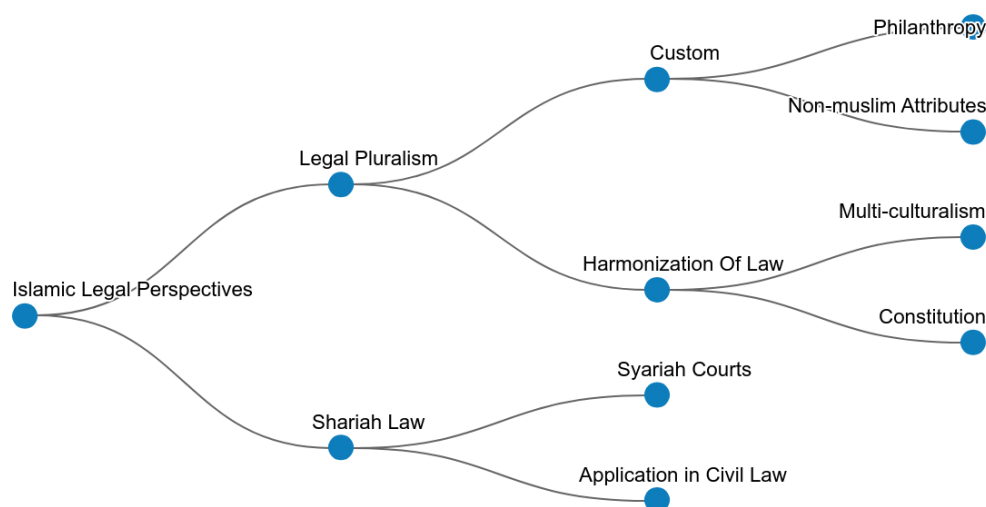 Philanthropy
Custom
Non-muslim Attributes
Legal Pluralism
Multi-culturalism
Harmonization Of Law
Islamic Legal Perspectives
Constitution
Syariah Courts
Shariah Law
Application in Civil Law